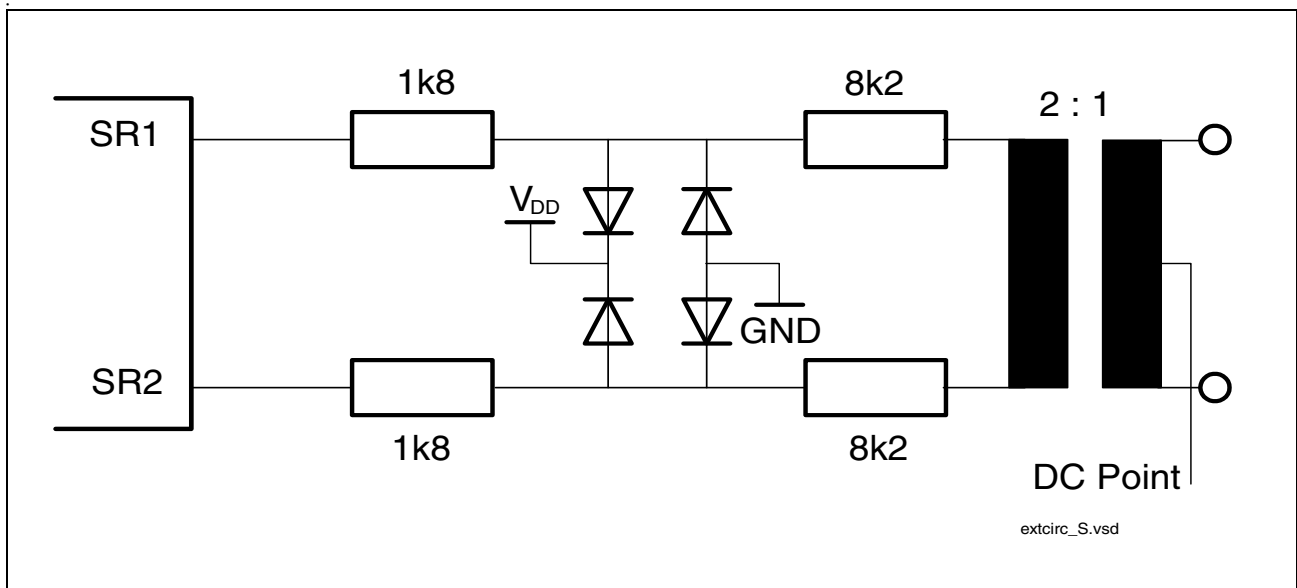 1k8
8k2
2 : 1
SR1
VDD
GND
SR2
1k8
8k2
DC Point
extcirc_S.vsd